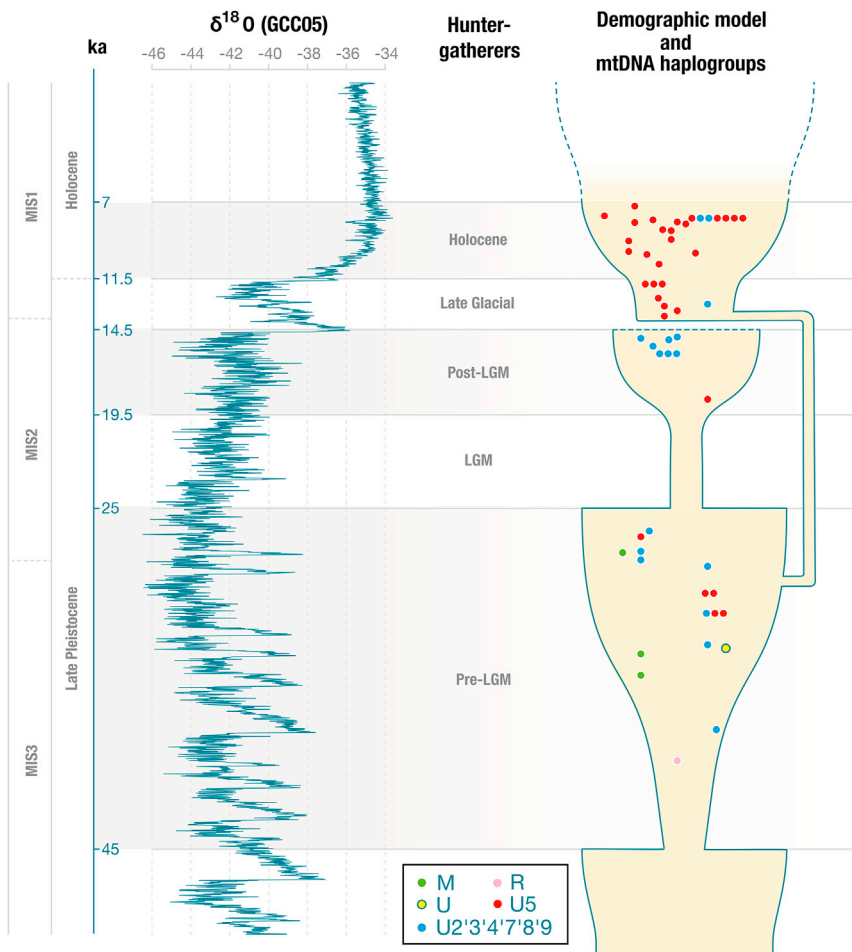 δ18 O (GCC05)
Hunter-
gatherers
Demographic model
and
mtDNA haplogroups
ka
-46 -44 -42 -40 -38 -36 -34
MIS1
Holocene
7
Holocene
11.5
Late Glacial
14.5
Post-LGM
19.5
MIS2
LGM
25
Late Pleistocene
Pre-LGM
MIS3
45
M R
U U5
U2'3'4'7'8'9